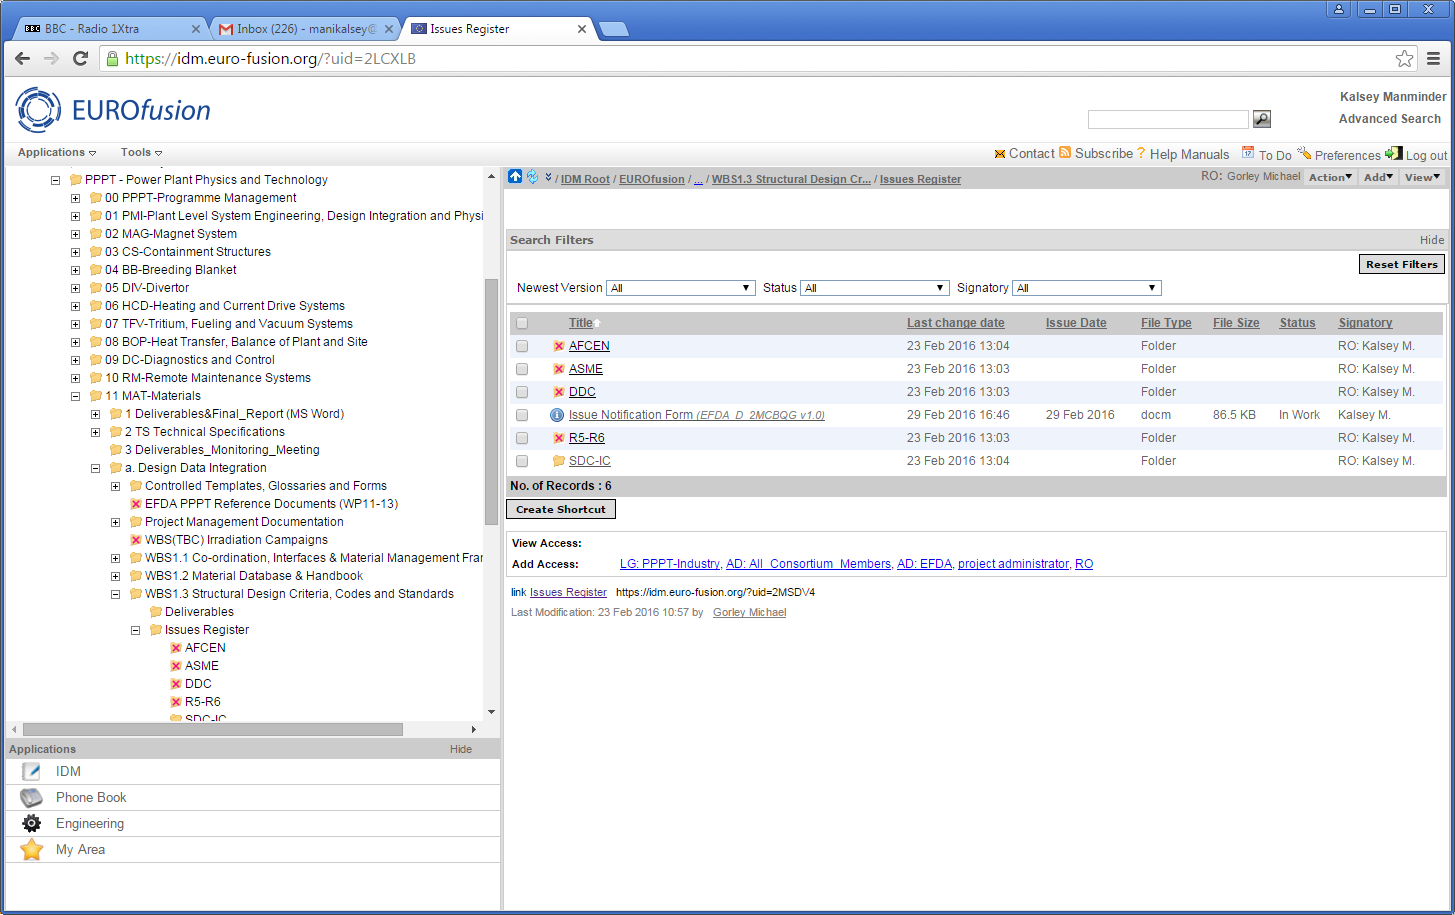 BBC - Radio 1Xtra
Inbox (226) - manikalsey@
Issues Register
https://idm.euro-fusion.org/?uid=2LCXLB
EUROfusion
Kalsey Manminder
Advanced Search
Applications Tools
Contact Subscribe ? Help Manuals To Do Preferences Log out
PPPT - Power Plant Physics and Technology
00 PPPT-Programme Management
01 PMI-Plant Level System Engineering, Design Integration and Physi
02 MAG-Magnet System
03 CS-Containment Structures
04 BB-Breeding Blanket
05 DIV-Divertor
06 HCD-Heating and Current Drive Systems
07 TFV-Tritium, Fueling and Vacuum Systems
08 BOP-Heat Transfer, Balance of Plant and Site
09 DC-Diagnostics and Control
10 RM-Remote Maintenance Systems
11 MAT-Materials
1 Deliverables&Final_Report (MS Word)
2 TS Technical Specifications
3 Deliverables_Monitoring_Meeting
a. Design Data Integration
Controlled Templates, Glossaries and Forms
EFDA PPPT Reference Documents (WP11-13)
Project Management Documentation
WBS(TBC) Irradiation Campaigns
WBS1.1 Co-ordination, Interfaces & Material Management Fran
WBS1.2 Material Database & Handbook
WBS1.3 Structural Design Criteria, Codes and Standards
Deliverables
Issues Register
AFCEN
ASME
DDC
R5-R6
SDC-IC
Applications Hide
IDM
Phone Book
Engineering
My Area
/ IDM Root / EUROfusion / ... / WBS1.3 Structural Design Cr... / Issues Register
RO: Gorley Michael Action Add View
Search Filters Hide
Reset Filters
Newest Version All Status All Signatory All
Title Last change date Issue Date File Type File Size Status Signatory
AFCEN 23 Feb 2016 13:04 Folder RO: Kalsey M.
ASME 23 Feb 2016 13:03 Folder RO: Kalsey M.
DDC 23 Feb 2016 13:03 Folder RO: Kalsey M.
Issue Notification Form (EFDA_D_2MCBQG v1.0) 29 Feb 2016 16:46 29 Feb 2016 docm 86.5 KB In Work Kalsey M.
R5-R6 23 Feb 2016 13:03 Folder RO: Kalsey M.
SDC-IC 23 Feb 2016 13:04 Folder RO: Kalsey M.
No. of Records : 6
Create Shortcut
View Access:
Add Access: LG: PPPT-Industry, AD: All_Consortium_Members, AD: EFDA, project administrator, RO
link Issues Register https://idm.euro-fusion.org/?uid=2MSDV4
Last Modification: 23 Feb 2016 10:57 by Gorley Michael